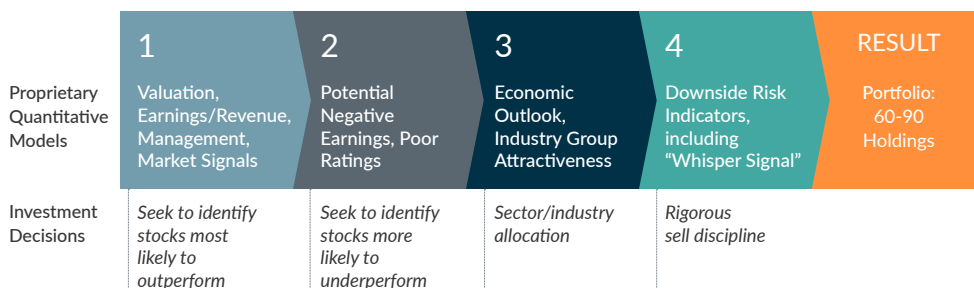 1
2
3
4
RESULT
Proprietary
Quantitative
Models
Valuation,
Earnings/Revenue,
Management,
Market Signals
Potential
Negative
Earnings, Poor
Ratings
Economic
Outlook,
Industry Group
Attractiveness
Downside Risk
Indicators,
including
“Whisper Signal”
Portfolio:
60-90
Holdings
Investment
Decisions
Seek to identify
stocks most
likely to
outperform
Seek to identify
stocks more
likely to
underperform
Sector/industry
allocation
Rigorous
sell discipline